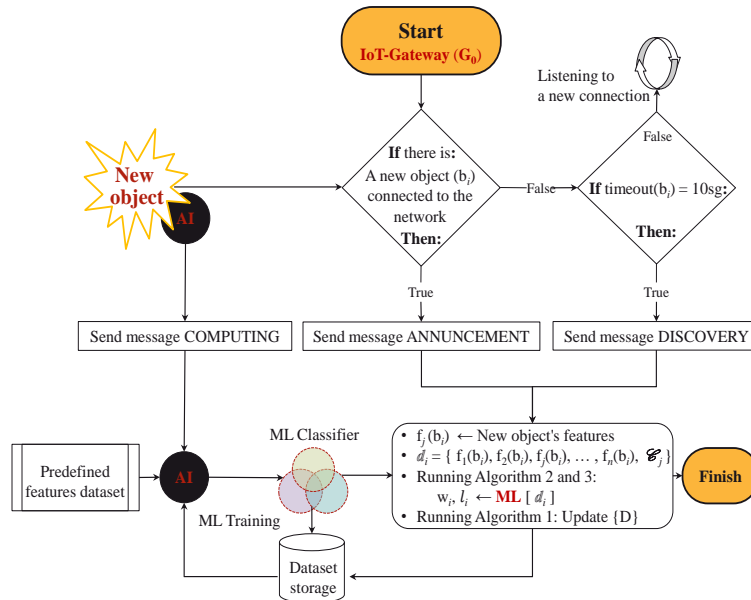 Start
IoT-Gateway (G₀)
Listening to
a new connection
False
New
object
AI
If there is:
A new object (bᵢ)
connected to the
network
Then:
False
If timeout(bᵢ) = 10sg:
Then:
True
True
Send message COMPUTING
Send message ANNUNCEMENT
Send message DISCOVERY
ML Classifier
Predefined
features dataset
AI
ML Training
• fⱼ(bᵢ) ← New object's features
• 𝕕ᵢ = { f₁(bᵢ), f₂(bᵢ), fⱼ(bᵢ), … , fₙ(bᵢ), 𝒞ⱼ }
• Running Algorithm 2 and 3:
wᵢ, lᵢ ← ML [ 𝕕ᵢ ]
• Running Algorithm 1: Update {D}
Finish
Dataset
storage